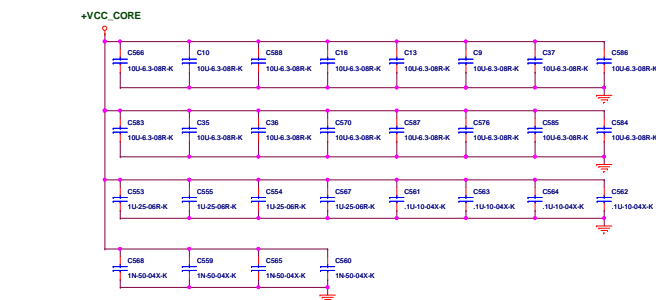 +VCC_CORE
C566 C10 C588 C16 C13 C9 C37 C586
10U-6.3-08R-K 10U-6.3-08R-K 10U-6.3-08R-K 10U-6.3-08R-K 10U-6.3-08R-K 10U-6.3-08R-K 10U-6.3-08R-K 10U-6.3-08R-K
C583 C35 C36 C570 C587 C576 C585 C584
10U-6.3-08R-K 10U-6.3-08R-K 10U-6.3-08R-K 10U-6.3-08R-K 10U-6.3-08R-K 10U-6.3-08R-K 10U-6.3-08R-K 10U-6.3-08R-K
C553 C555 C554 C567 C561 C563 C564 C562
1U-25-06R-K 1U-25-06R-K 1U-25-06R-K 1U-25-06R-K .1U-10-04X-K .1U-10-04X-K .1U-10-04X-K .1U-10-04X-K
C568 C559 C565 C560
1N-50-04X-K 1N-50-04X-K 1N-50-04X-K 1N-50-04X-K